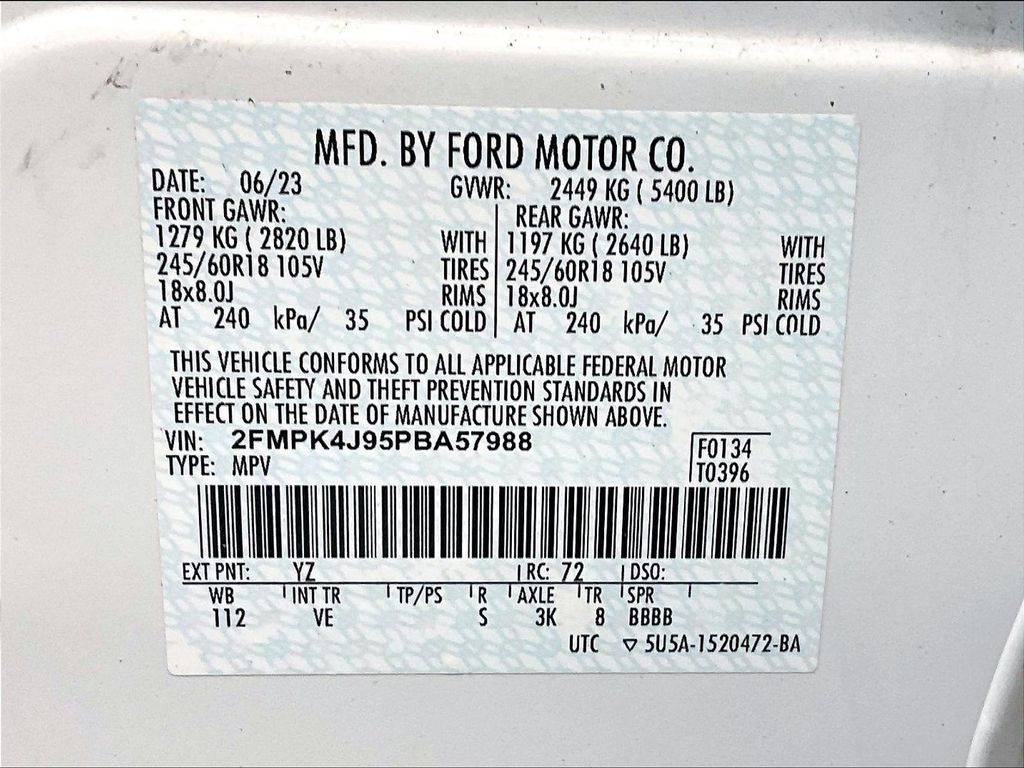 MFD. BY FORD MOTOR CO.
DATE: 06/23 GVWR: 2449 KG ( 5400 LB)
FRONT GAWR: REAR GAWR:
1279 KG ( 2820 LB) WITH 1197 KG ( 2640 LB) WITH
245/60R18 105V TIRES 245/60R18 105V TIRES
18x8.0J RIMS 18x8.0J RIMS
AT 240 kPa/ 35 PSI COLD AT 240 kPa/ 35 PSI COLD
THIS VEHICLE CONFORMS TO ALL APPLICABLE FEDERAL MOTOR
VEHICLE SAFETY AND THEFT PREVENTION STANDARDS IN
EFFECT ON THE DATE OF MANUFACTURE SHOWN ABOVE.
VIN: 2FMPK4J95PBA57988 F0134
TYPE: MPV T0396
EXT PNT: YZ RC: 72 DSO:
WB INT TR TP/PS R AXLE TR SPR
112 VE S 3K 8 BBBB
UTC ▽ 5U5A-1520472-BA